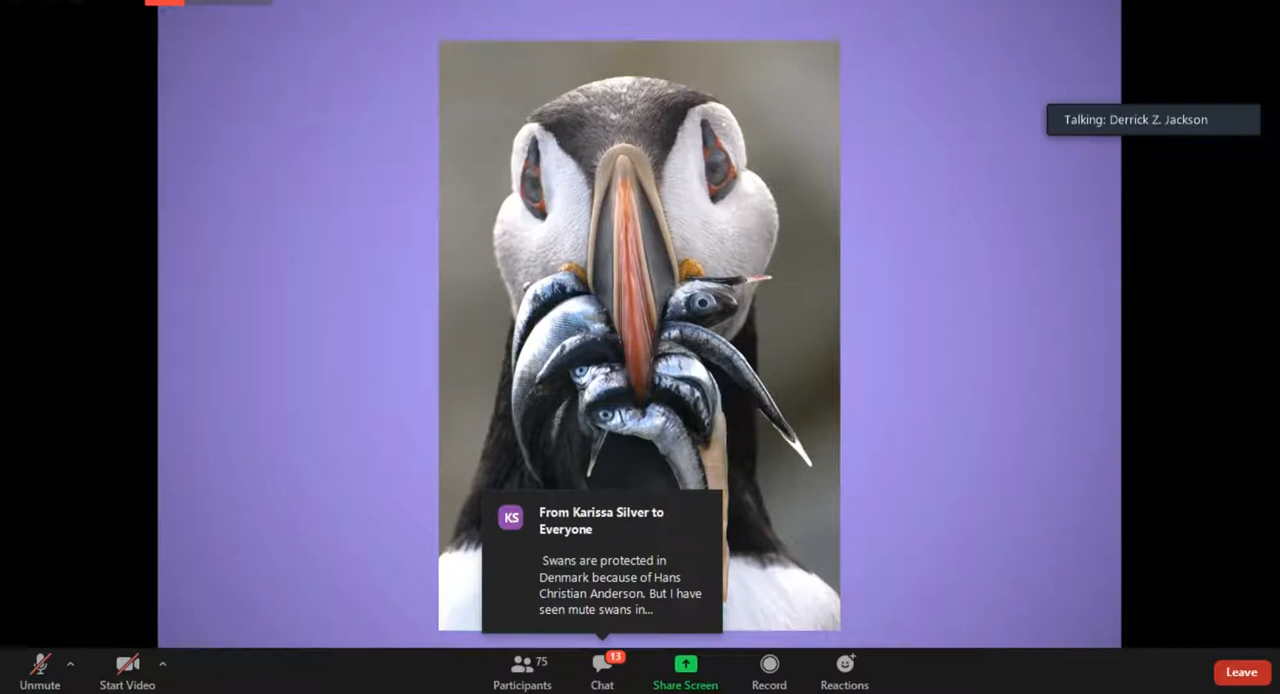 Talking: Derrick Z. Jackson
KS
From Karissa Silver to
Everyone
Swans are protected in
Denmark because of Hans
Christian Anderson. But I have
seen mute swans in...
13
75
Unmute
Start Video
Participants
Chat
Share Screen
Record
Reactions
Leave